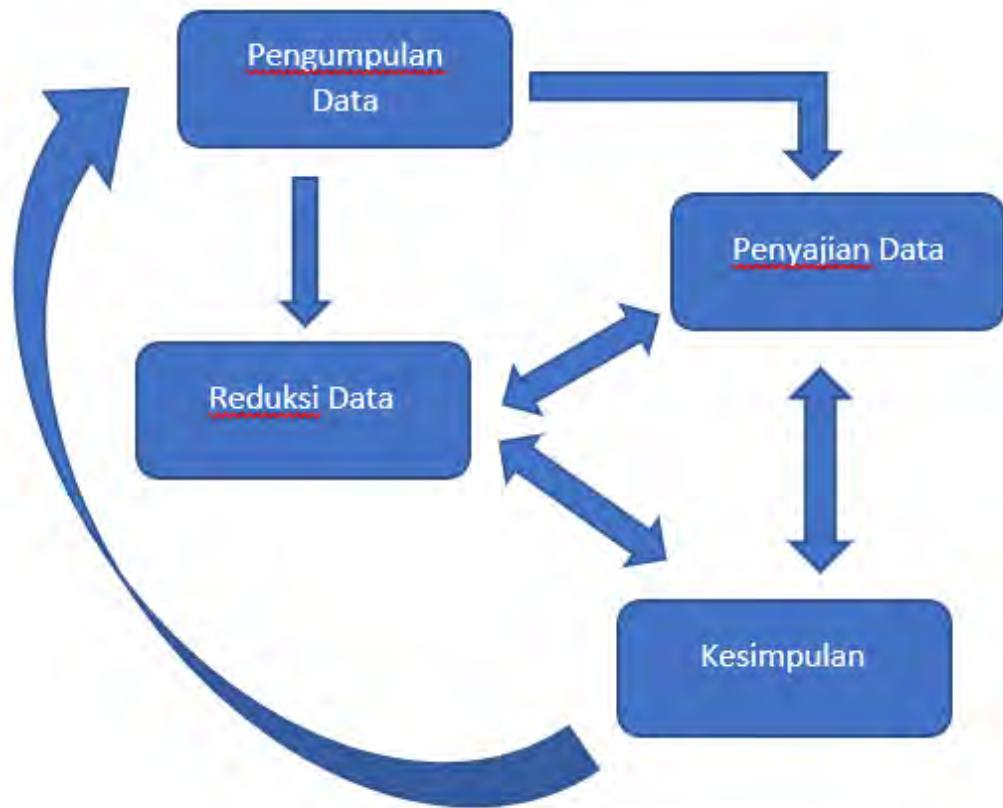 Pengumpulan
Data
Penyajian Data
Reduksi Data
Kesimpulan